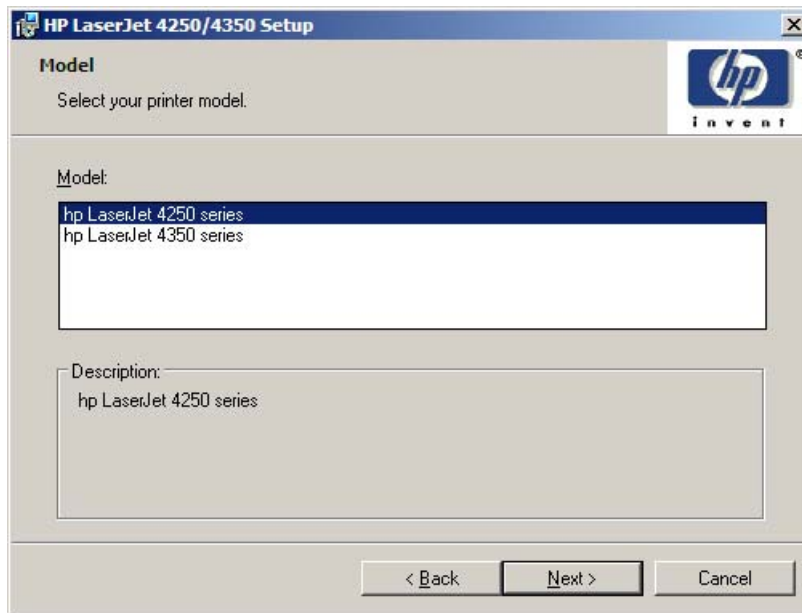 HP LaserJet 4250/4350 Setup
Model
Select your printer model.
hp
®
invent
Model:
hp LaserJet 4250 series
hp LaserJet 4350 series
Description:
hp LaserJet 4250 series
< Back
Next >
Cancel